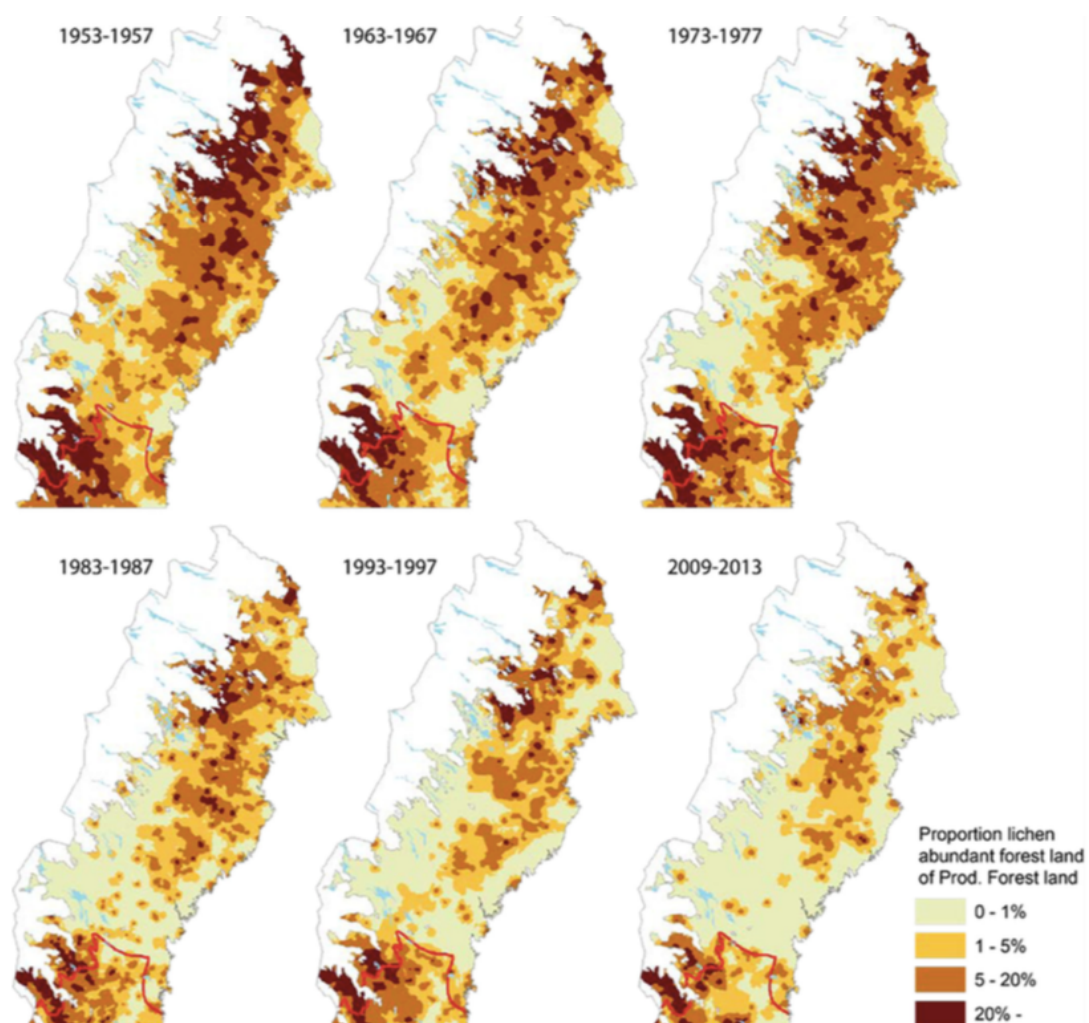 1953-1957
1963-1967
1973-1977
1983-1987
1993-1997
2009-2013
Proportion lichen
abundant forest land
of Prod. Forest land
0 - 1%
1 - 5%
5 - 20%
20% -